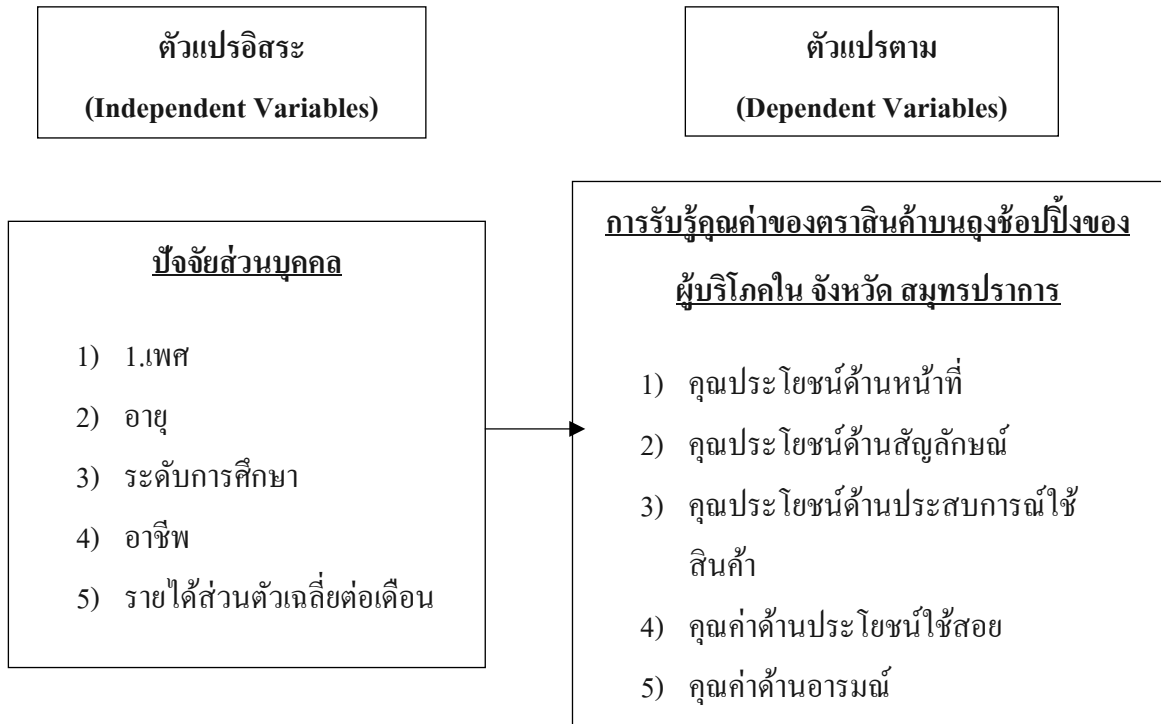 ตัวแปรอิสระ
(Independent Variables)
ตัวแปรตาม
(Dependent Variables)
ปัจจัยส่วนบุคคล
1) 1.เพศ
2) อายุ
3) ระดับการศึกษา
4) อาชีพ
5) รายได้ส่วนตัวเฉลี่ยต่อเดือน
การรับรู้คุณค่าของตราสินค้าบนถุงช้อปปิ้งของ
ผู้บริโภคใน จังหวัด สมุทรปราการ
1) คุณประโยชน์ด้านหน้าที่
2) คุณประโยชน์ด้านสัญลักษณ์
3) คุณประโยชน์ด้านประสบการณ์ใช้
สินค้า
4) คุณค่าด้านประโยชน์ใช้สอย
5) คุณค่าด้านอารมณ์